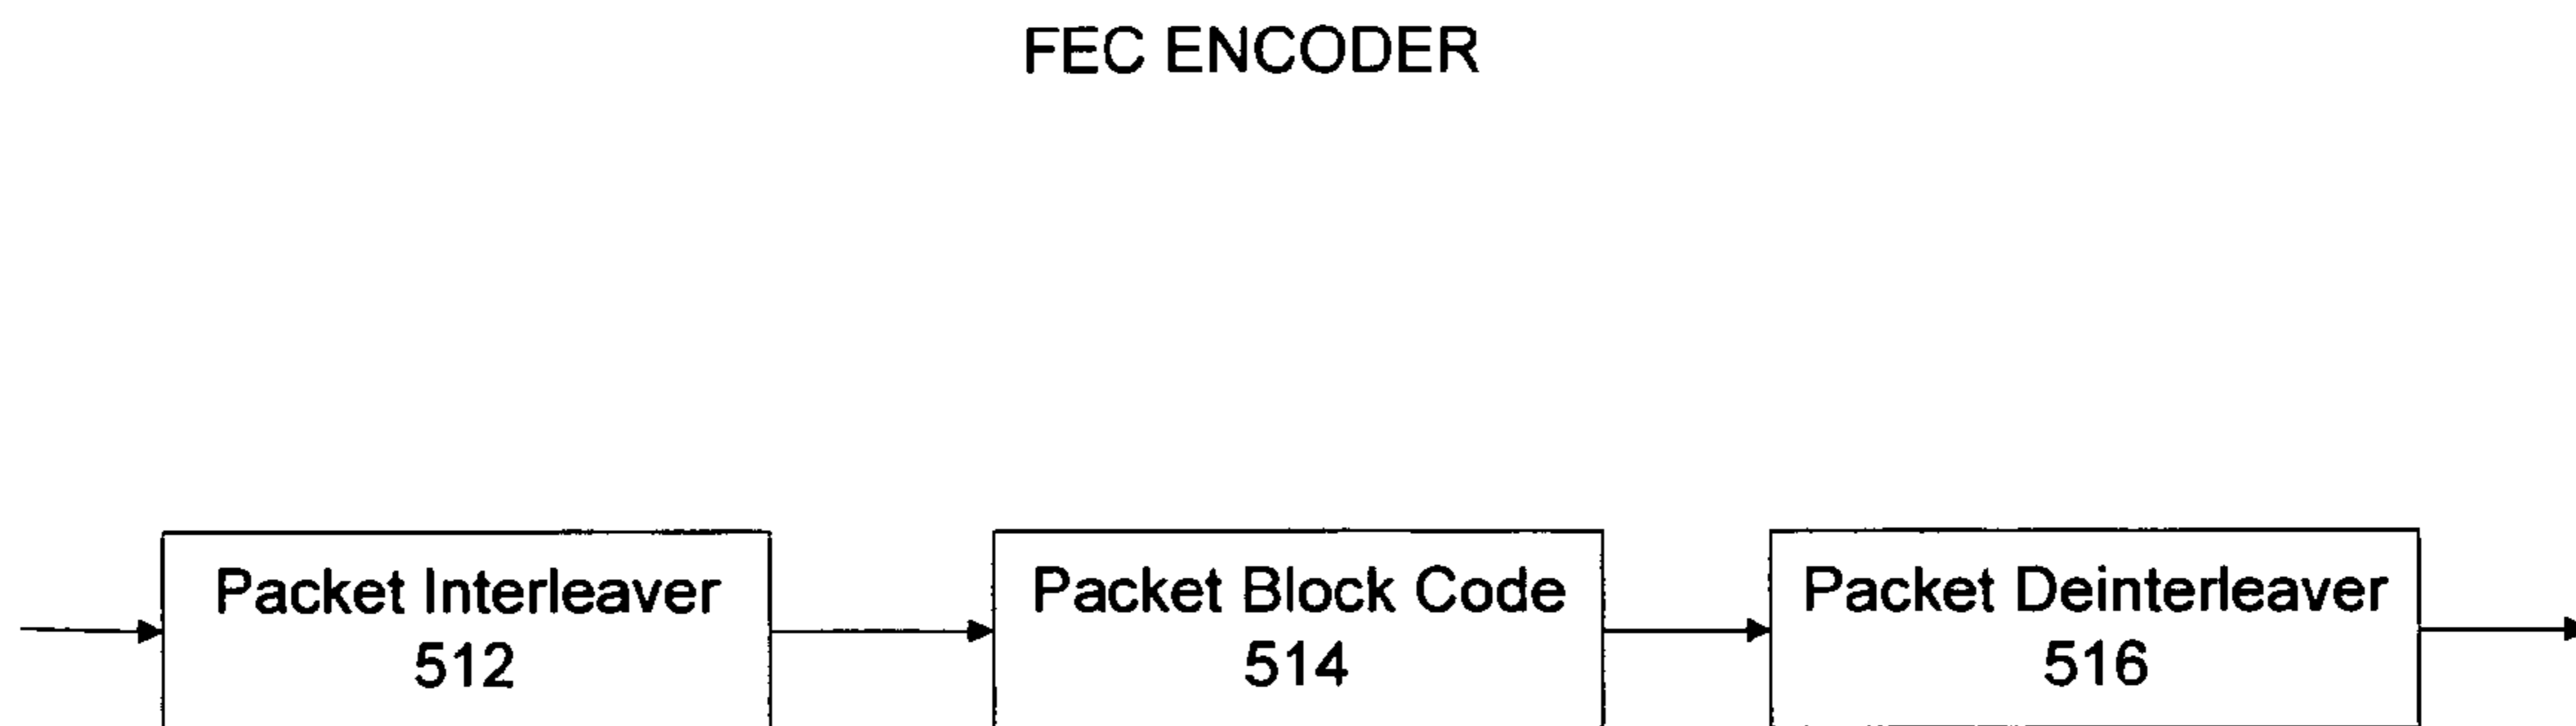 FEC ENCODER
Packet Interleaver
512
Packet Block Code
514
Packet Deinterleaver
516